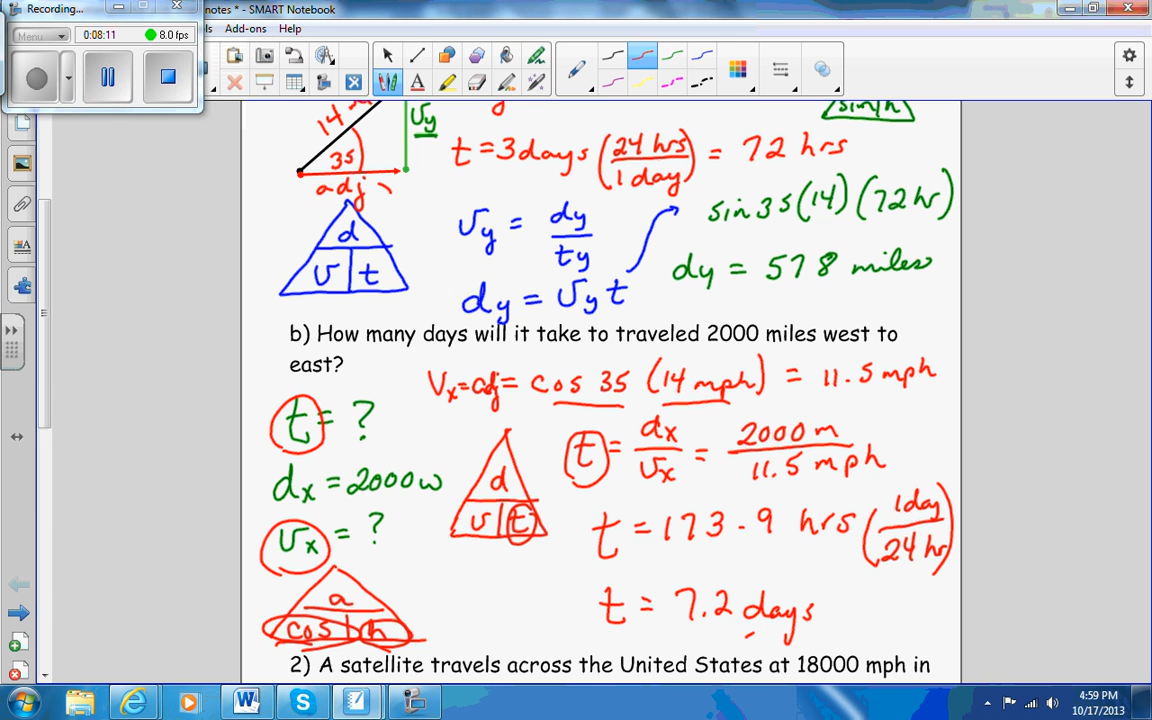 Recording...
notes * - SMART Notebook
Menu
0:08:11
8.0 fps
ls Add-ons Help
14 m
35
adj
vy
sin|h
t = 3 days (24 hrs / 1 day) = 72 hrs
d
v | t
vy = dy / ty
dy = vy t
sin 35 (14) (72 hr)
dy = 578 miles
b) How many days will it take to traveled 2000 miles west to
east?
Vx = adj = cos 35 (14 mph) = 11.5 mph
t = ?
dx = 2000 w
vx = ?
d
v | t
t = dx / vx = 2000 m / 11.5 mph
t = 173.9 hrs (1 day / 24 hr)
t = 7.2 days
a
cos | h
2) A satellite travels across the United States at 18000 mph in
4:59 PM
10/17/2013